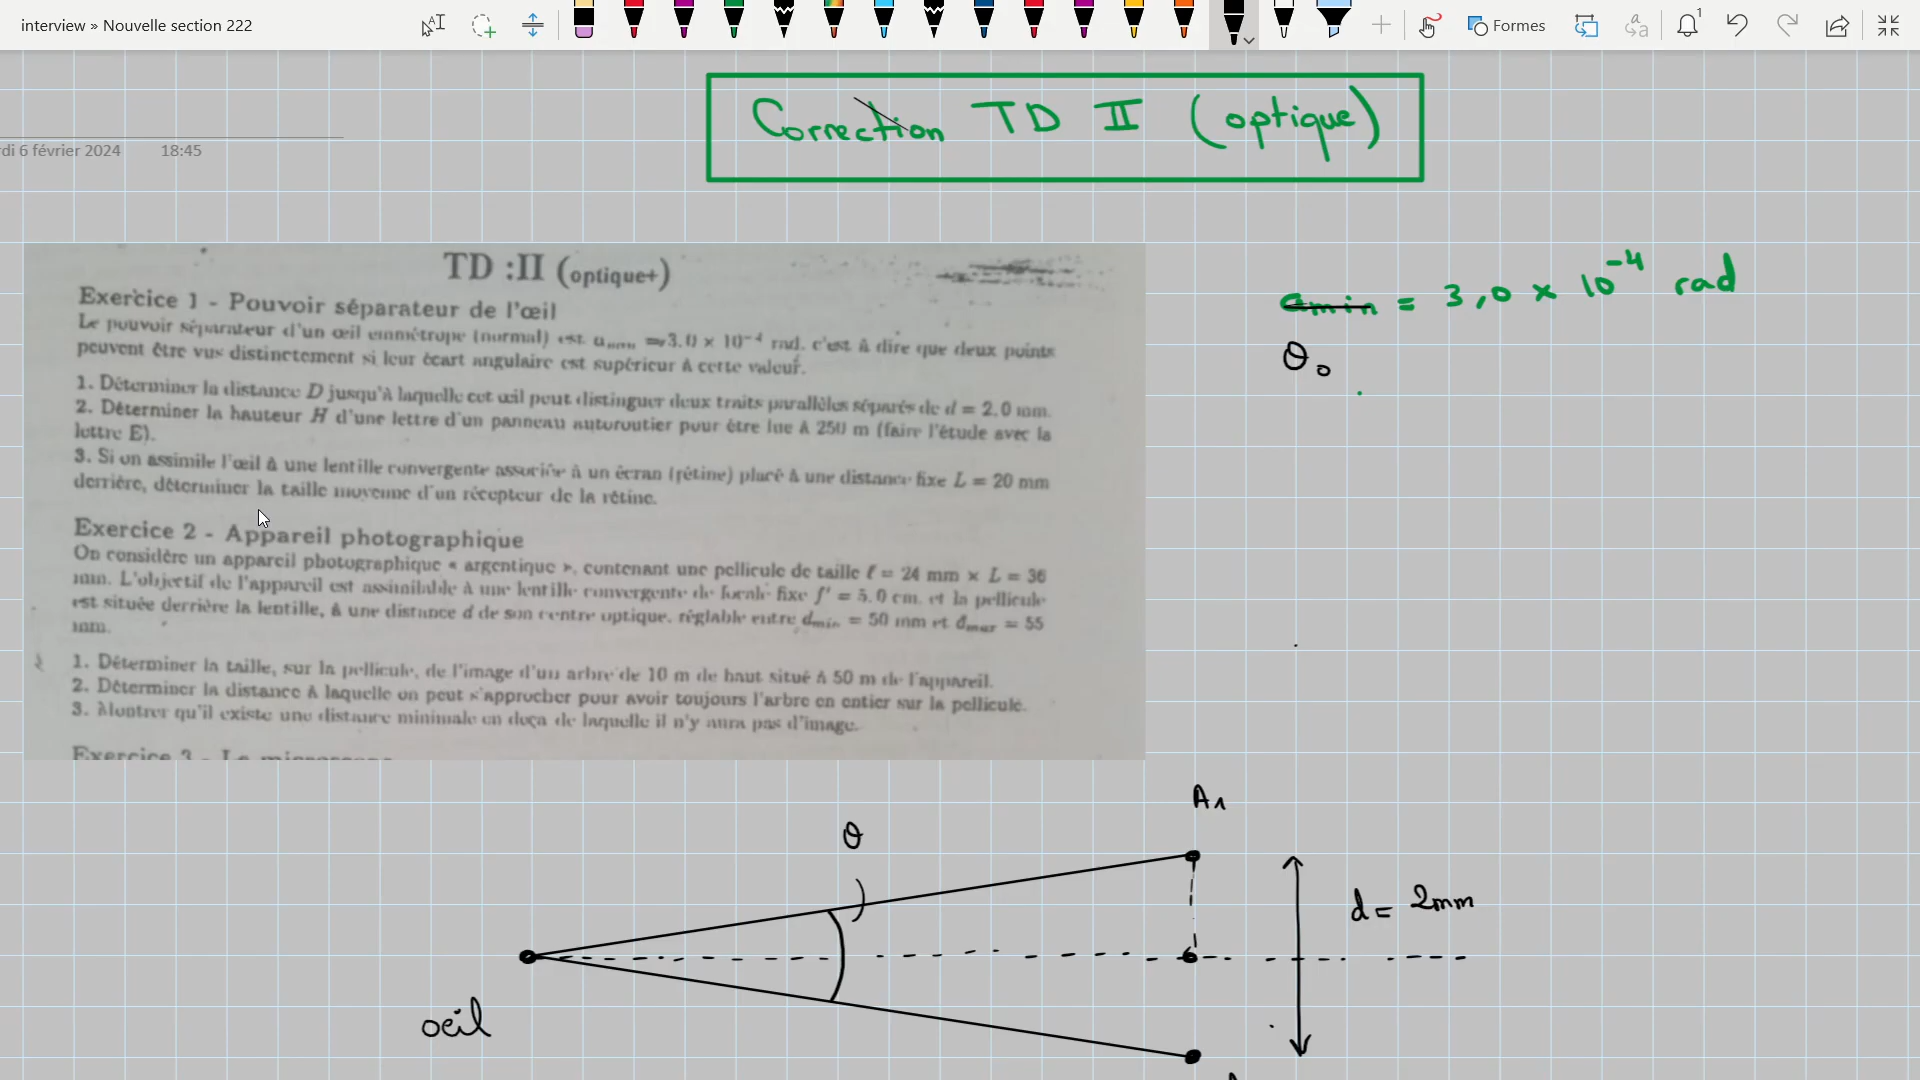 interview » Nouvelle section 222
Formes
1
Correction TD II (optique)
di 6 février 2024 18:45
TD :II (optique+)
Exercice 1 - Pouvoir séparateur de l'œil
Le pouvoir séparateur d'un œil emmétrope (normal) est αmin = 3.0 × 10⁻⁴ rad, c'est à dire que deux points
peuvent être vus distinctement si leur écart angulaire est supérieur à cette valeur.
1. Déterminer la distance D jusqu'à laquelle cet œil peut distinguer deux traits parallèles séparés de d = 2.0 mm.
2. Déterminer la hauteur H d'une lettre d'un panneau autoroutier pour être lue à 250 m (faire l'étude avec la
lettre E).
3. Si on assimile l'œil à une lentille convergente associée à un écran (rétine) placé à une distance fixe L = 20 mm
derrière, déterminer la taille moyenne d'un récepteur de la rétine.
Exercice 2 - Appareil photographique
On considère un appareil photographique « argentique », contenant une pellicule de taille ℓ = 24 mm × L = 36
mm. L'objectif de l'appareil est assimilable à une lentille convergente de focale fixe f' = 5.0 cm, et la pellicule
est située derrière la lentille, à une distance d de son centre optique, réglable entre dmin = 50 mm et dmax = 55
mm.
1. Déterminer la taille, sur la pellicule, de l'image d'un arbre de 10 m de haut situé à 50 m de l'appareil.
2. Déterminer la distance à laquelle on peut s'approcher pour avoir toujours l'arbre en entier sur la pellicule.
3. Montrer qu'il existe une distance minimale en deça de laquelle il n'y aura pas d'image.
Exercice 3 - Le microscope
amin = 3,0 × 10⁻⁴ rad
θ₀
A₁
θ
d = 2mm
oeil